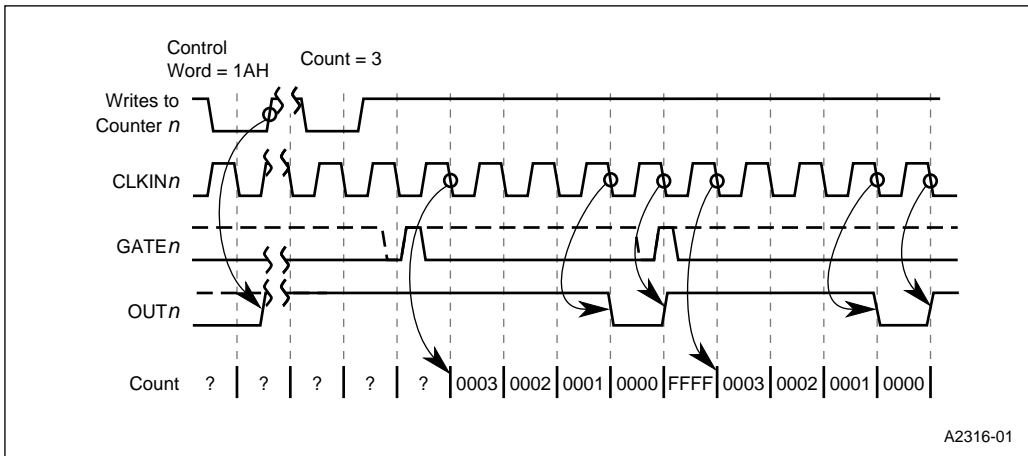 Control
Word = 1AH
Count = 3
Writes to
Counter n
CLKINn
GATEn
OUTn
Count ? ? ? ? ? 0003 0002 0001 0000 FFFF 0003 0002 0001 0000
A2316-01